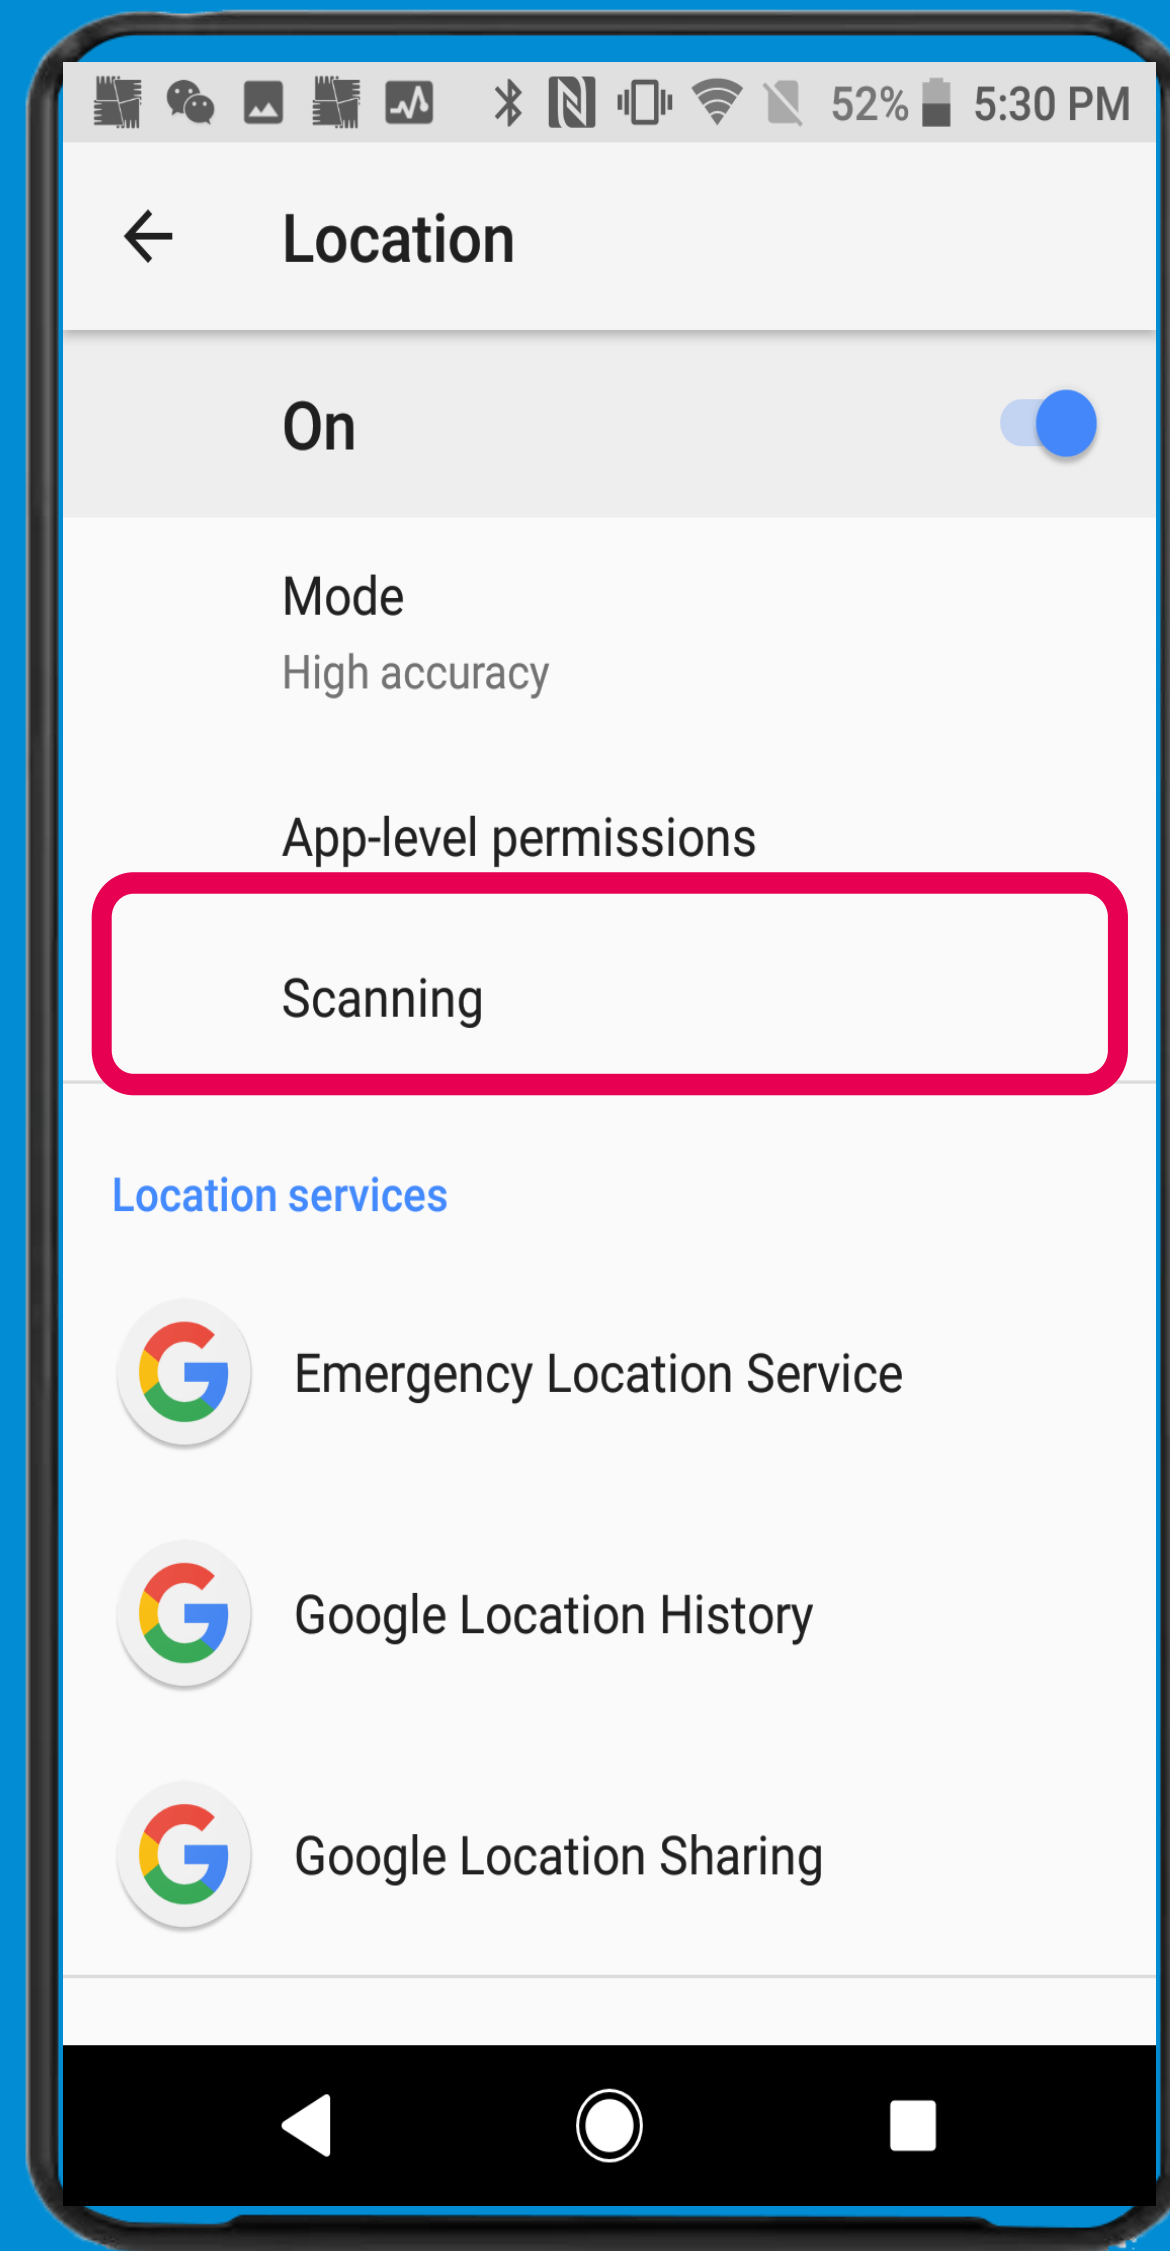 52% 5:30 PM
Location
On
Mode
High accuracy
App-level permissions
Scanning
Location services
Emergency Location Service
Google Location History
Google Location Sharing